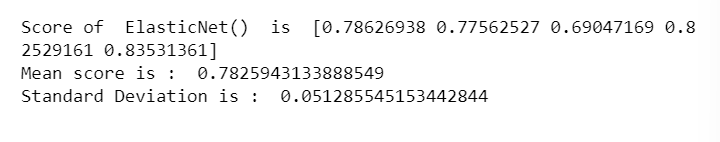 Score of  ElasticNet()  is  [0.78626938 0.77562527 0.69047169 0.8
2529161 0.83531361]
Mean score is :  0.7825943133888549
Standard Deviation is :  0.051285545153442844